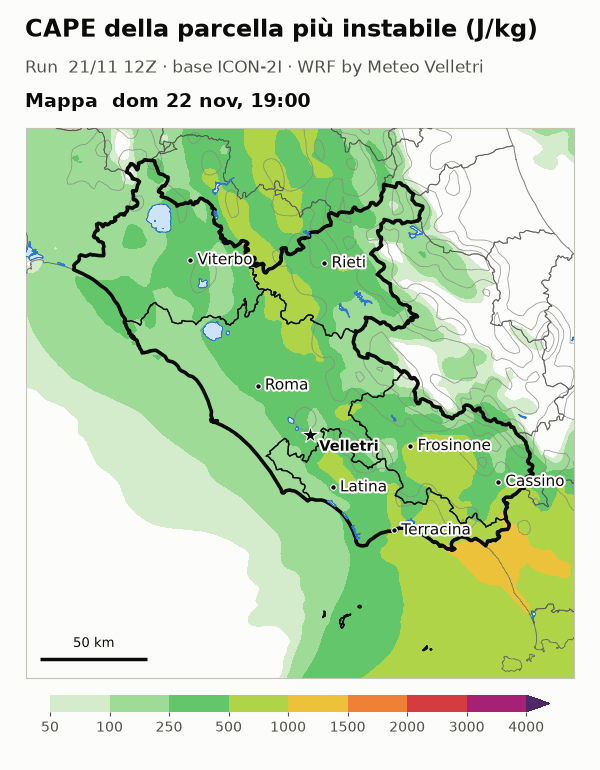 CAPE della parcella più instabile (J/kg)
Run  21/11 12Z · base ICON-2I · WRF by Meteo Velletri
Mappa  dom 22 nov, 19:00
Viterbo
Rieti
Roma
Velletri
Frosinone
Cassino
Latina
Terracina
50 km
50 100 250 500 1000 1500 2000 3000 4000